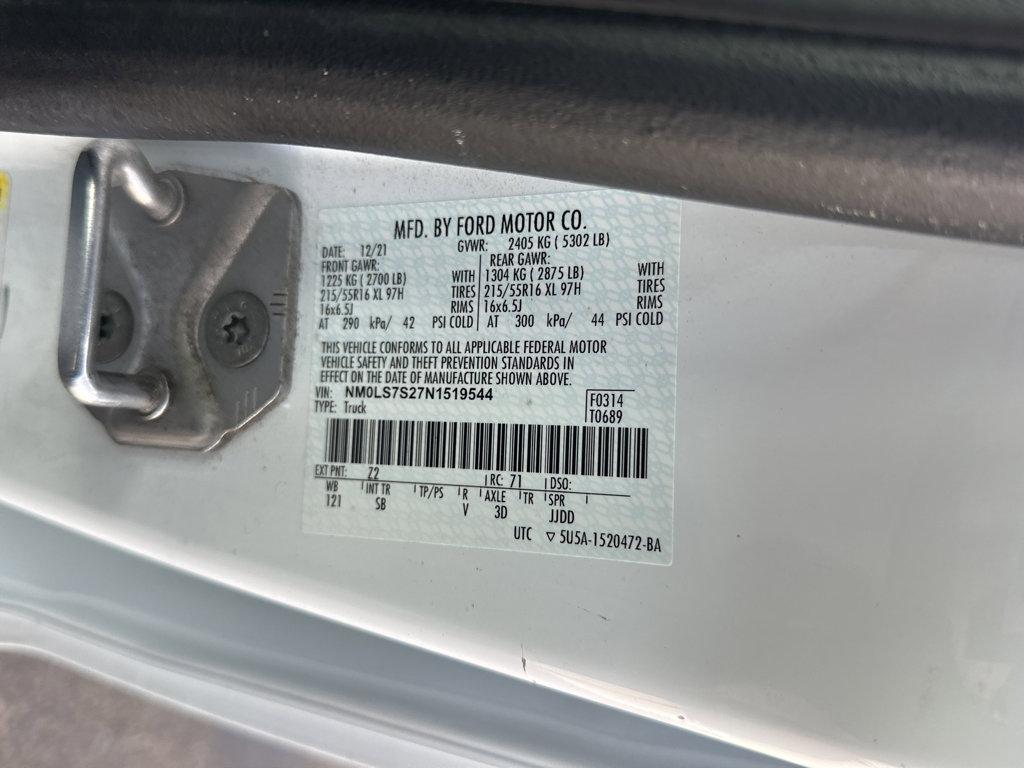 MFD. BY FORD MOTOR CO.
DATE: 12/21 GVWR: 2405 KG ( 5302 LB)
FRONT GAWR: REAR GAWR:
1225 KG ( 2700 LB) WITH 1304 KG ( 2875 LB) WITH
215/55R16 XL 97H TIRES 215/55R16 XL 97H TIRES
16x6.5J RIMS 16x6.5J RIMS
AT 290 kPa/ 42 PSI COLD AT 300 kPa/ 44 PSI COLD
THIS VEHICLE CONFORMS TO ALL APPLICABLE FEDERAL MOTOR
VEHICLE SAFETY AND THEFT PREVENTION STANDARDS IN
EFFECT ON THE DATE OF MANUFACTURE SHOWN ABOVE.
VIN: NM0LS7S27N1519544 F0314
TYPE: Truck T0689
EXT PNT: Z2 RC: 71 DSO:
WB INT TR TP/PS R AXLE TR SPR
121 SB V 3D JJDD
UTC ▽ 5U5A-1520472-BA